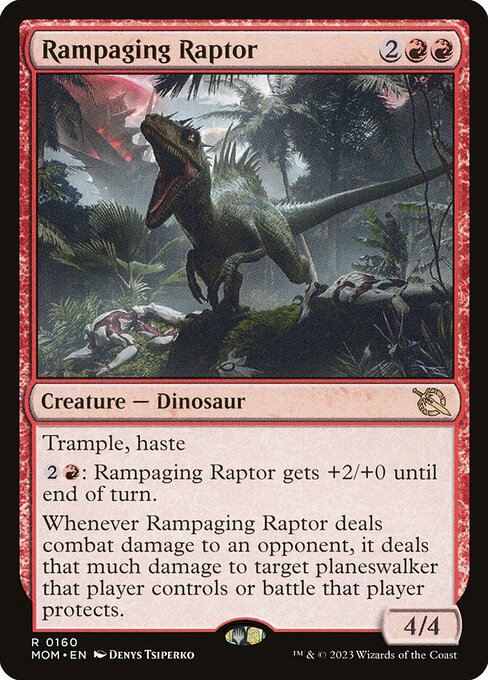 Rampaging Raptor 2
Creature — Dinosaur
Trample, haste
2: Rampaging Raptor gets +2/+0 until
end of turn.
Whenever Rampaging Raptor deals
combat damage to an opponent, it deals
that much damage to target planeswalker
that player controls or battle that player
protects.
4/4
R 0160
MOM • EN Denys Tsiperko
™ & © 2023 Wizards of the Coast